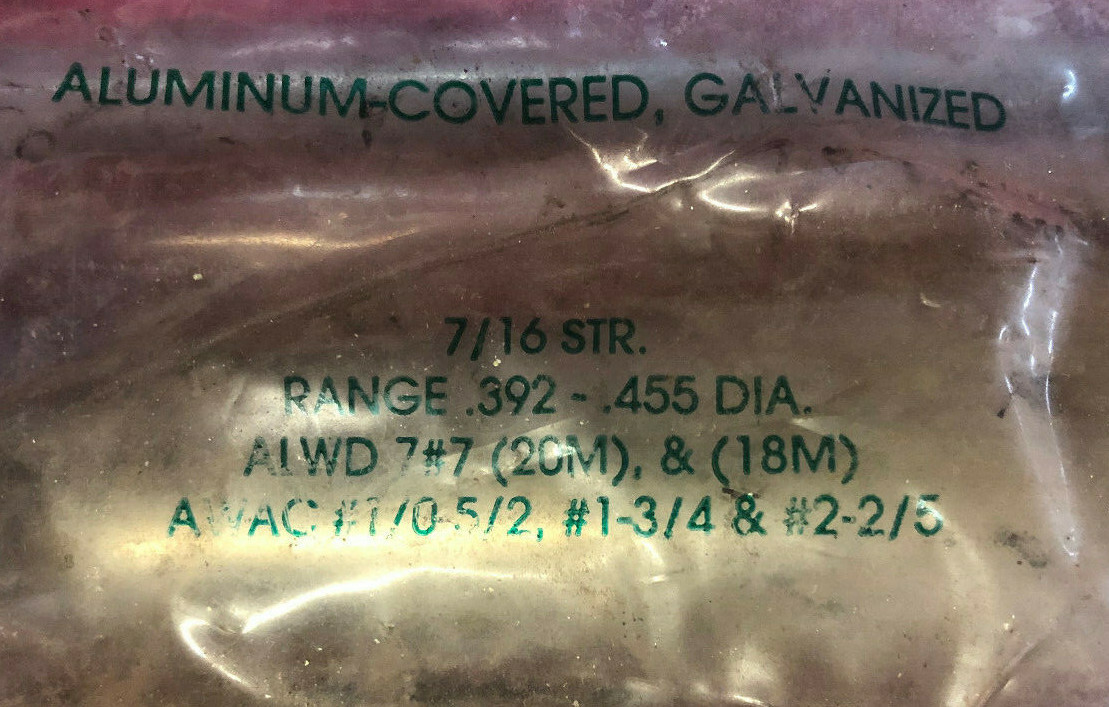 ALUMINUM-COVERED, GALVANIZED
7/16 STR.
RANGE .392 - .455 DIA.
ALWD 7#7 (20M), & (18M)
AWAC #1/0-5/2, #1-3/4 & #2-2/5